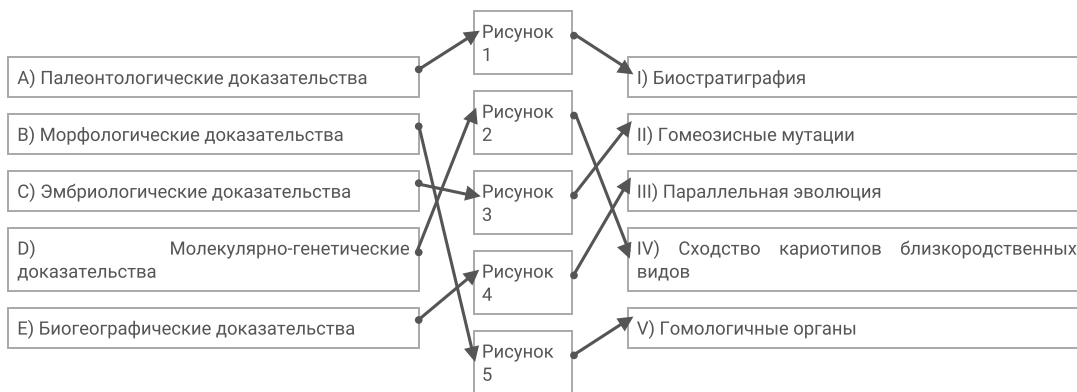 А) Палеонтологические доказательства
В) Морфологические доказательства
С) Эмбриологические доказательства
D) Молекулярно-генетические
доказательства
Е) Биогеографические доказательства
Рисунок
1
Рисунок
2
Рисунок
3
Рисунок
4
Рисунок
5
I) Биостратиграфия
II) Гомеозисные мутации
III) Параллельная эволюция
IV) Сходство кариотипов близкородственных
видов
V) Гомологичные органы